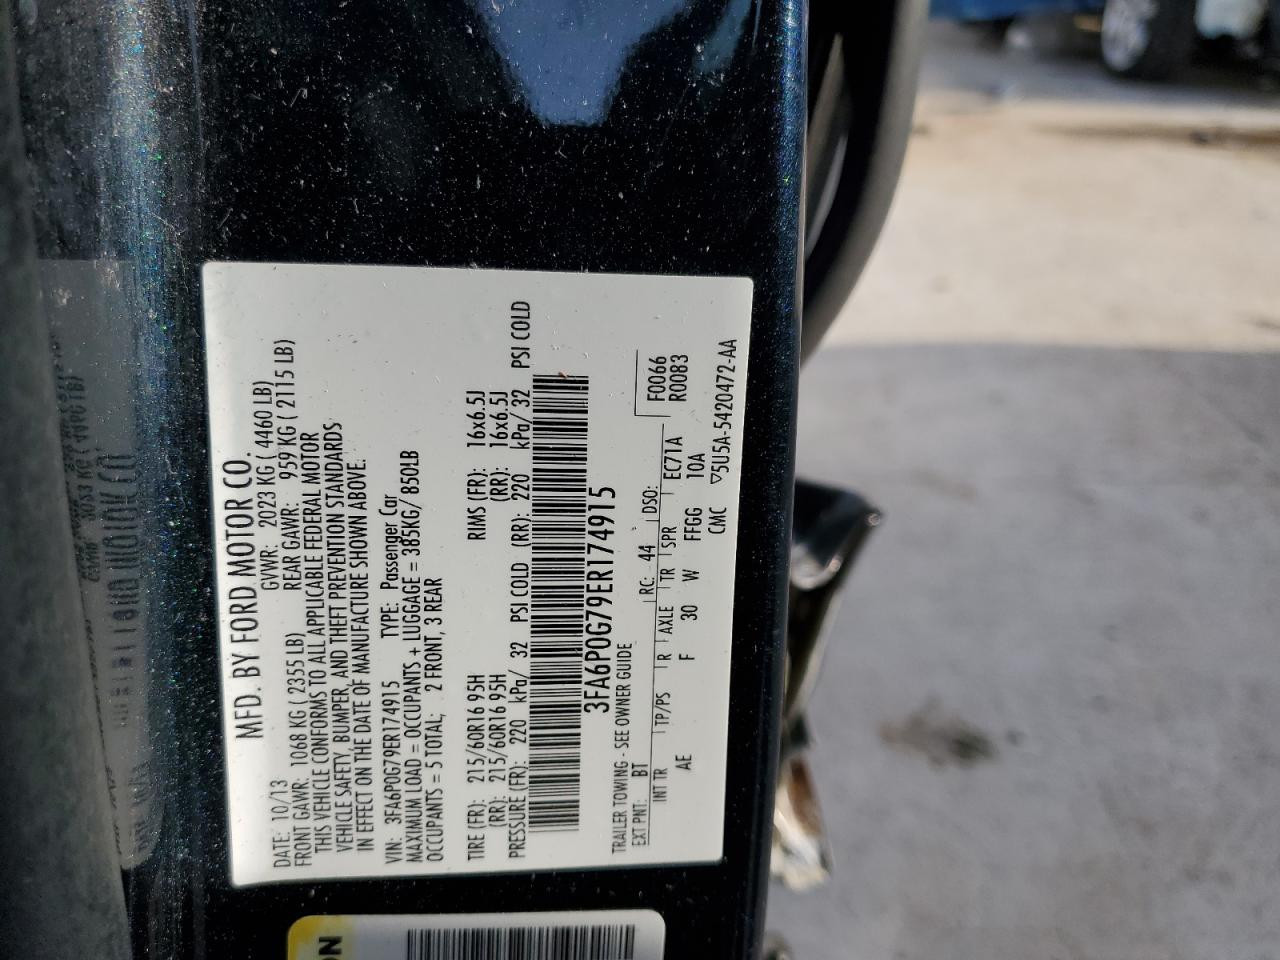 MFD. BY FORD MOTOR CO.
DATE: 10/13 GVWR: 2023 KG ( 4460 LB)
FRONT GAWR: 1068 KG ( 2355 LB) REAR GAWR: 959 KG ( 2115 LB)
THIS VEHICLE CONFORMS TO ALL APPLICABLE FEDERAL MOTOR
VEHICLE SAFETY, BUMPER, AND THEFT PREVENTION STANDARDS
IN EFFECT ON THE DATE OF MANUFACTURE SHOWN ABOVE.
VIN: 3FA6P0G79ER174915 TYPE: Passenger Car
MAXIMUM LOAD = OCCUPANTS + LUGGAGE = 385KG/ 850LB
OCCUPANTS = 5 TOTAL; 2 FRONT, 3 REAR
TIRE (FR): 215/60R16 95H RIMS (FR): 16x6.5J
(RR): 215/60R16 95H (RR): 16x6.5J
PRESSURE (FR): 220 kPa/ 32 PSI COLD (RR): 220 kPa/ 32 PSI COLD
3FA6P0G79ER174915
TRAILER TOWING - SEE OWNER GUIDE
EXT PNT: BT RC: 44 DSO: F0066
R0083
INT TR TP/PS R AXLE TR SPR EC71A
AE F 30 W FFGG 10A
CMC ▽5U5A-5420472-AA
ON